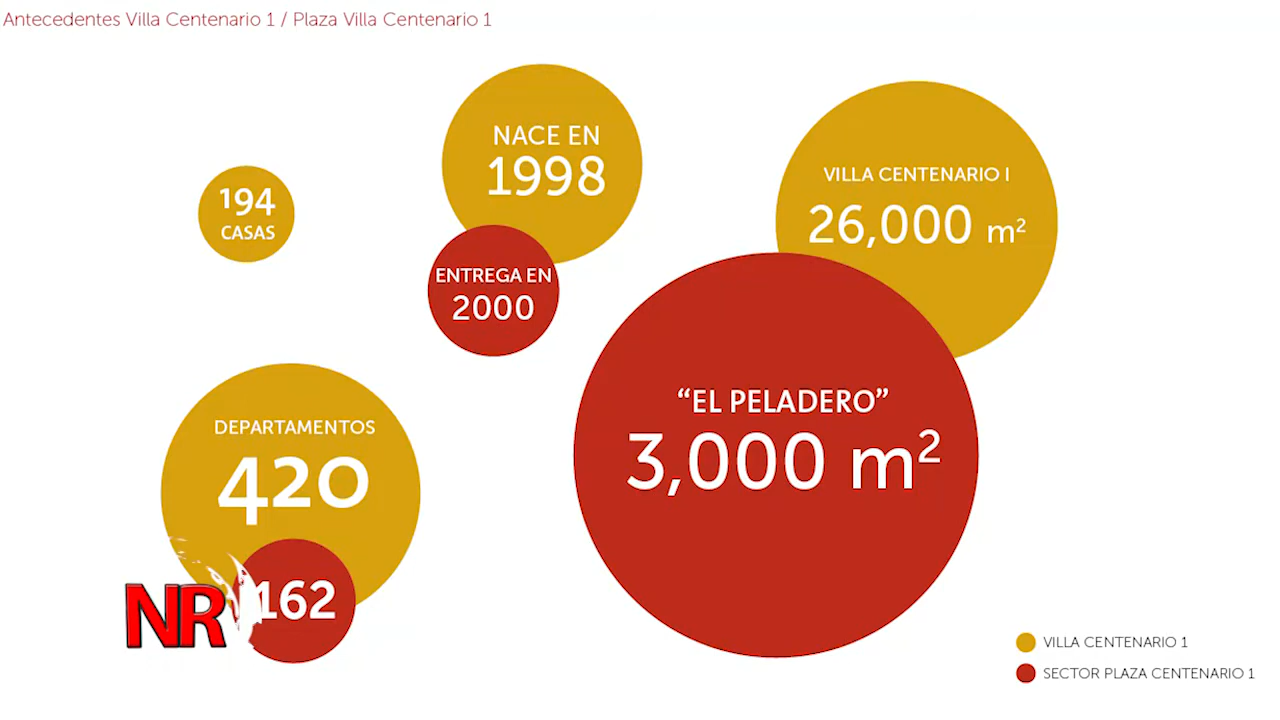 Antecedentes Villa Centenario 1 / Plaza Villa Centenario 1
NACE EN
1998
VILLA CENTENARIO I
26,000 m²
194
CASAS
ENTREGA EN
2000
“EL PELADERO”
3,000 m²
DEPARTAMENTOS
420
162
NR
VILLA CENTENARIO 1
SECTOR PLAZA CENTENARIO 1